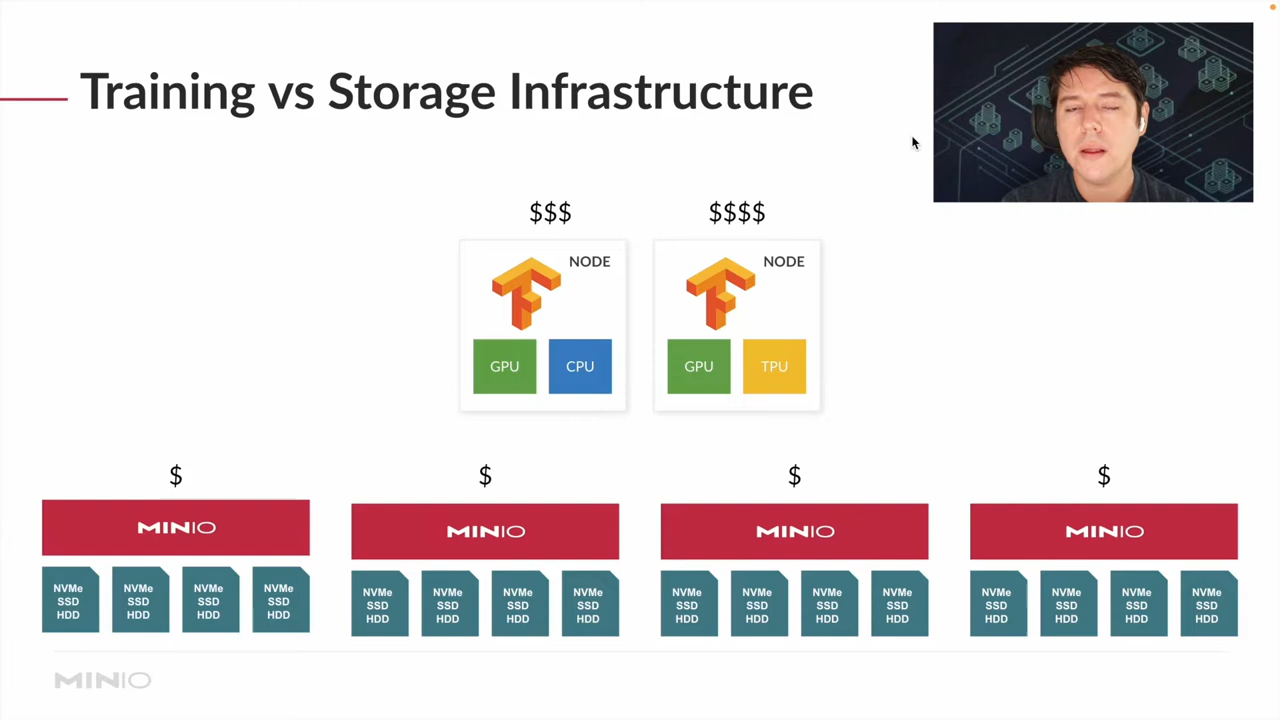 Training vs Storage Infrastructure
$$$ $$$$
NODE NODE
GPU CPU GPU TPU
$ $ $ $
MINIO MINIO MINIO MINIO
NVMe NVMe NVMe NVMe NVMe NVMe NVMe NVMe NVMe NVMe NVMe NVMe NVMe NVMe NVMe NVMe
SSD SSD SSD SSD SSD SSD SSD SSD SSD SSD SSD SSD SSD SSD SSD SSD
HDD HDD HDD HDD HDD HDD HDD HDD HDD HDD HDD HDD HDD HDD HDD HDD
MINIO